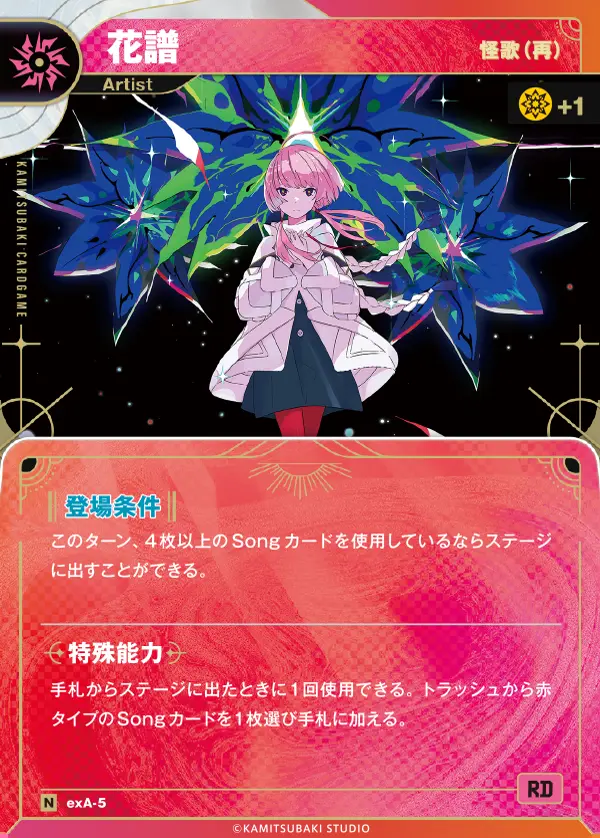 花譜
怪歌（再）
Artist
+1
KAMITSUBAKI・CARDGAME
登場条件
このターン、４枚以上のSongカードを使用しているならステージ
に出すことができる。
特殊能力
手札からステージに出たときに１回使用できる。トラッシュから赤
タイプのSongカードを１枚選び手札に加える。
RD
N exA-5
©KAMITSUBAKI STUDIO